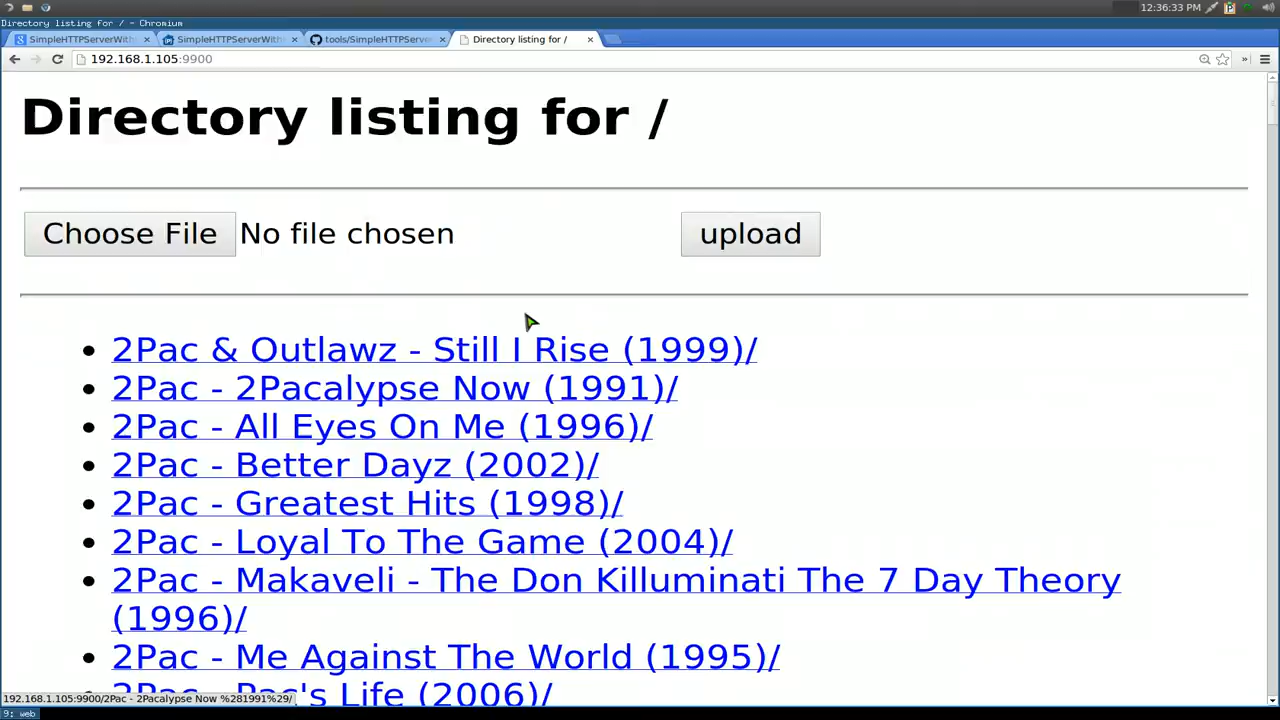 12:36:33 PM
Directory listing for / - Chromium
SimpleHTTPServerWith
SimpleHTTPServerWith
tools/SimpleHTTPServer
Directory listing for /
192.168.1.105:9900
Directory listing for /
Choose File No file chosen upload
• 2Pac & Outlawz - Still I Rise (1999)/
• 2Pac - 2Pacalypse Now (1991)/
• 2Pac - All Eyes On Me (1996)/
• 2Pac - Better Dayz (2002)/
• 2Pac - Greatest Hits (1998)/
• 2Pac - Loyal To The Game (2004)/
• 2Pac - Makaveli - The Don Killuminati The 7 Day Theory
(1996)/
• 2Pac - Me Against The World (1995)/
• 2Pac - Pac's Life (2006)/
192.168.1.105:9900/2Pac - 2Pacalypse Now %281991%29/
9: web